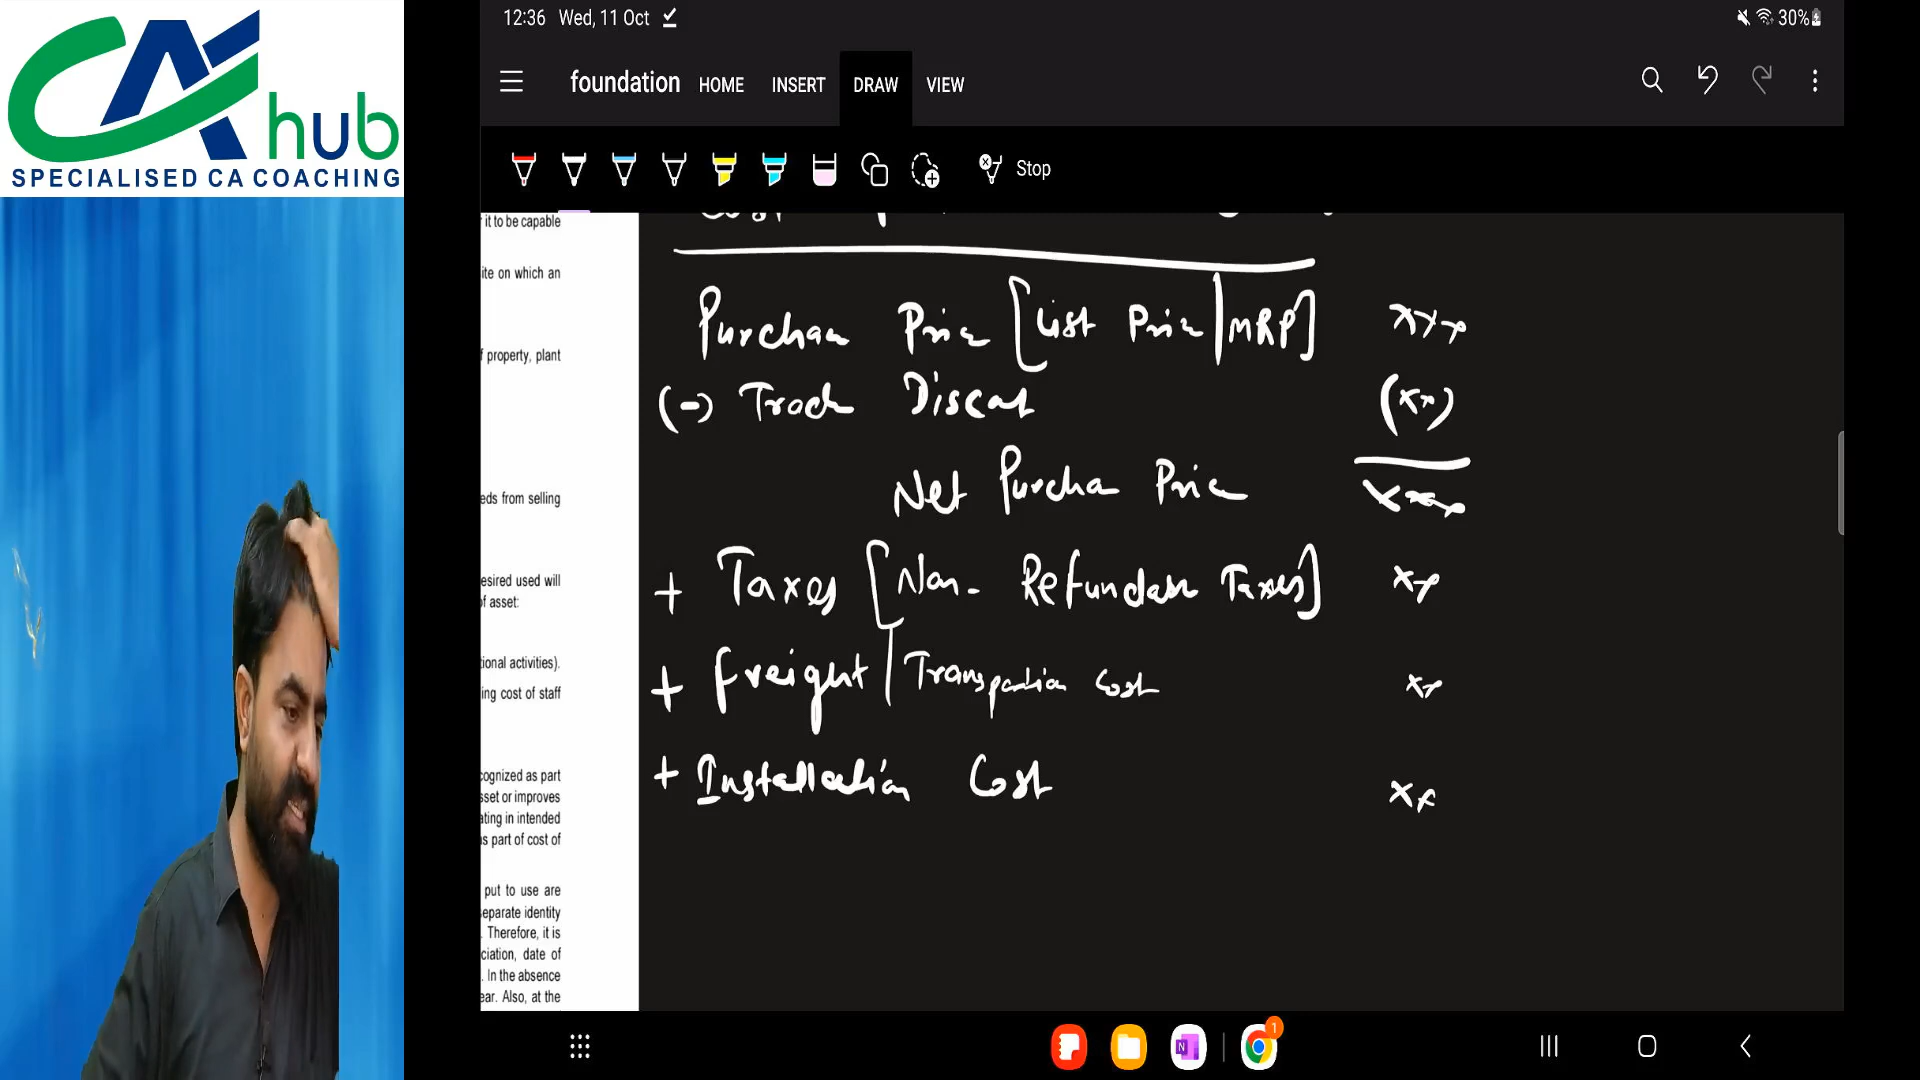 CA hub
SPECIALISED CA COACHING
12:36 Wed, 11 Oct
30%
foundation HOME INSERT DRAW VIEW
Stop
it to be capable
ite on which an
f property, plant
eds from selling
esired used will
of asset:
tional activities).
ing cost of staff
cognized as part
sset or improves
ating in intended
as part of cost of
put to use are
separate identity
. Therefore, it is
ciation, date of
. In the absence
ear. Also, at the
Purchase Price [List Price | MRP] xxx
(-) Trade Discount (xx)
Net Purchase Price xxx
+ Taxes [Non-Refundable Taxes] xx
+ Freight | Transportation Cost xx
+ Installation Cost xx
1